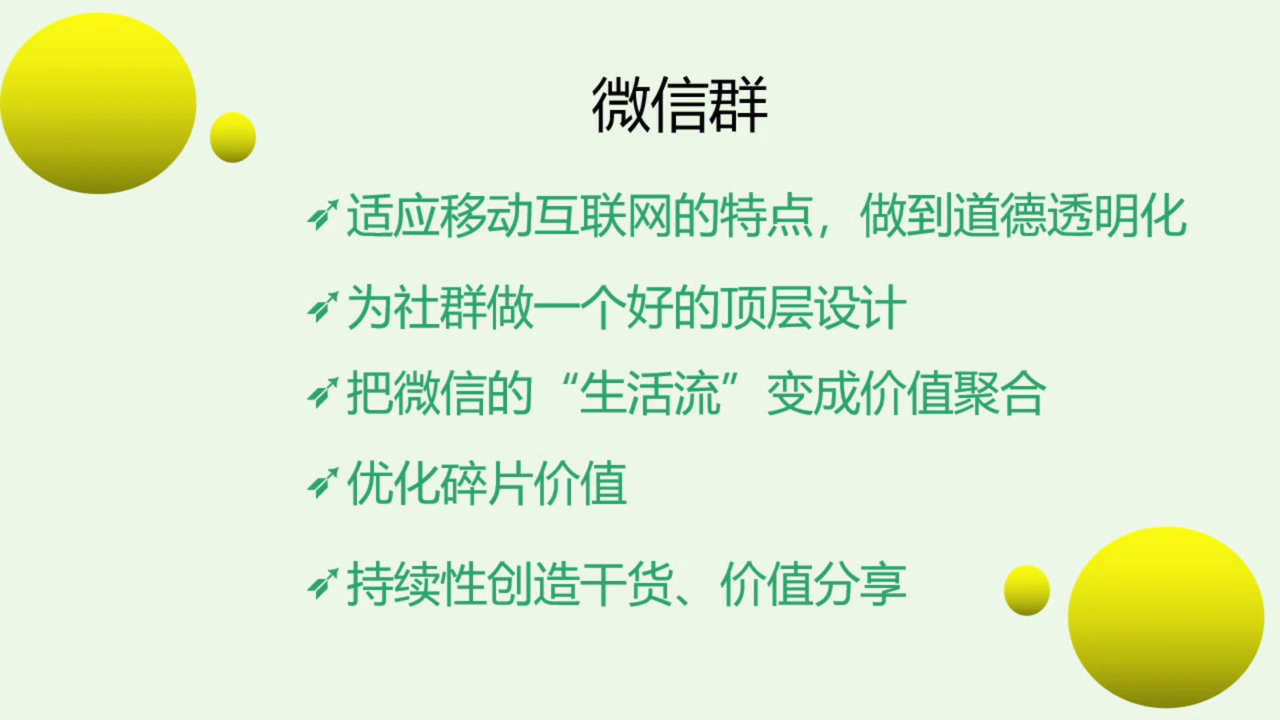 微信群
适应移动互联网的特点，做到道德透明化
为社群做一个好的顶层设计
把微信的“生活流”变成价值聚合
优化碎片价值
持续性创造干货、价值分享